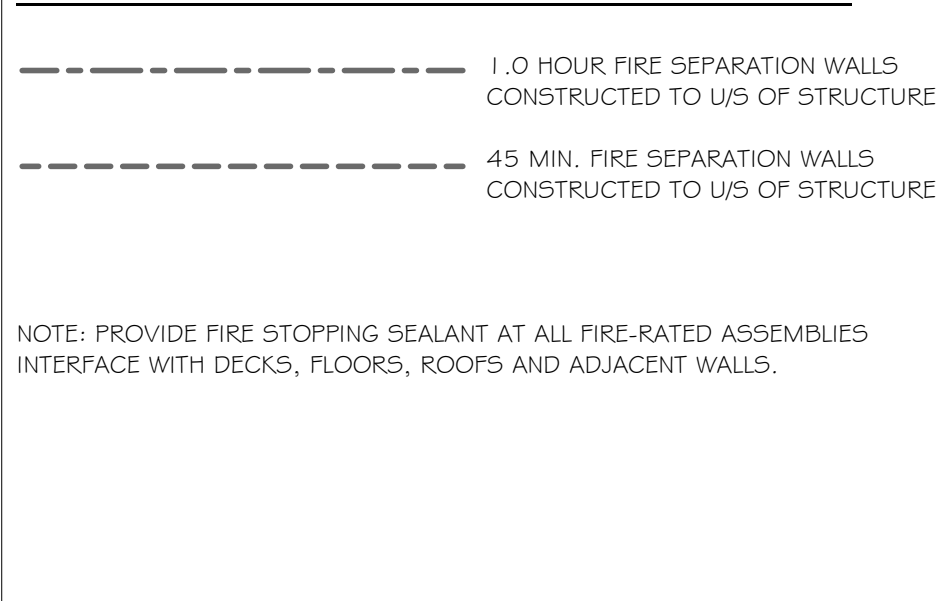 1.0 HOUR FIRE SEPARATION WALLS
CONSTRUCTED TO U/S OF STRUCTURE
45 MIN. FIRE SEPARATION WALLS
CONSTRUCTED TO U/S OF STRUCTURE
NOTE: PROVIDE FIRE STOPPING SEALANT AT ALL FIRE-RATED ASSEMBLIES
INTERFACE WITH DECKS, FLOORS, ROOFS AND ADJACENT WALLS.